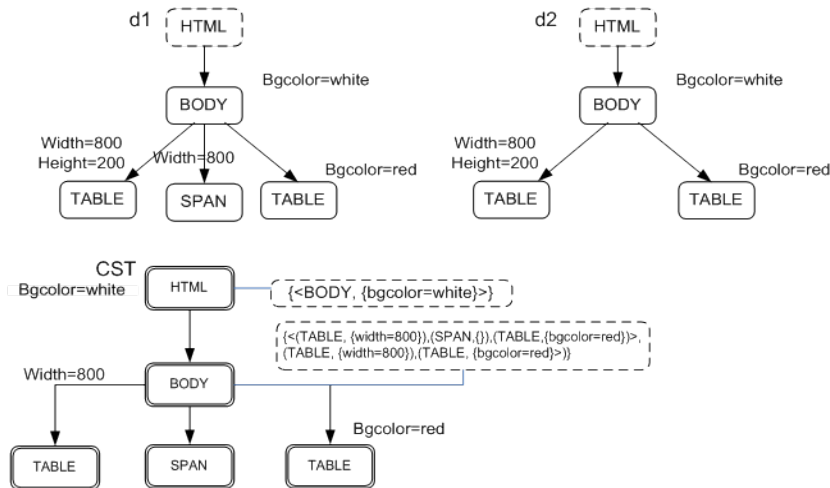 d1
HTML
Bgcolor=white
BODY
Width=800
Height=200
Width=800
Bgcolor=red
TABLE
SPAN
TABLE
d2
HTML
Bgcolor=white
BODY
Width=800
Height=200
Bgcolor=red
TABLE
TABLE
CST
Bgcolor=white
HTML
{<BODY, {bgcolor=white}>}
{<(TABLE, {width=800}),(SPAN,{}),(TABLE,{bgcolor=red})>,
(TABLE, {width=800}),(TABLE, {bgcolor=red}>)}
Width=800
BODY
Bgcolor=red
TABLE
SPAN
TABLE